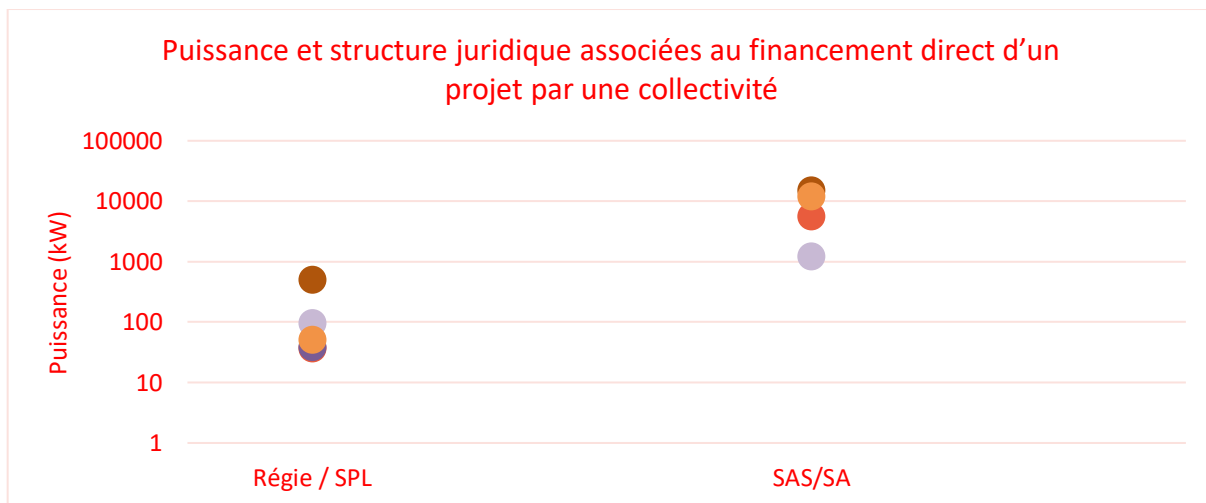 Puissance et structure juridique associées au financement direct d’un
projet par une collectivité
100000
10000
1000
100
10
1
Puissance (kW)
Régie / SPL
SAS/SA